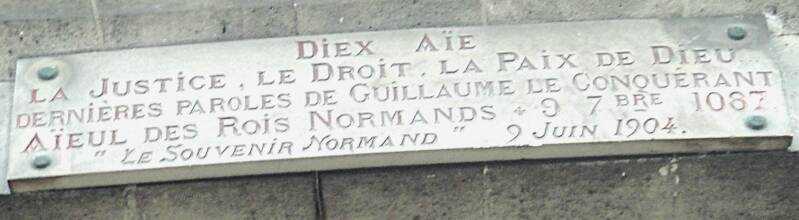 DIEX AÏE
LA JUSTICE, LE DROIT, LA PAIX DE DIEU...
DERNIÈRES PAROLES DE GUILLAUME LE CONQUÉRANT
AÏEUL DES ROIS NORMANDS + 9 7BRE 1087
"LE SOUVENIR NORMAND" 9 JUIN 1904.